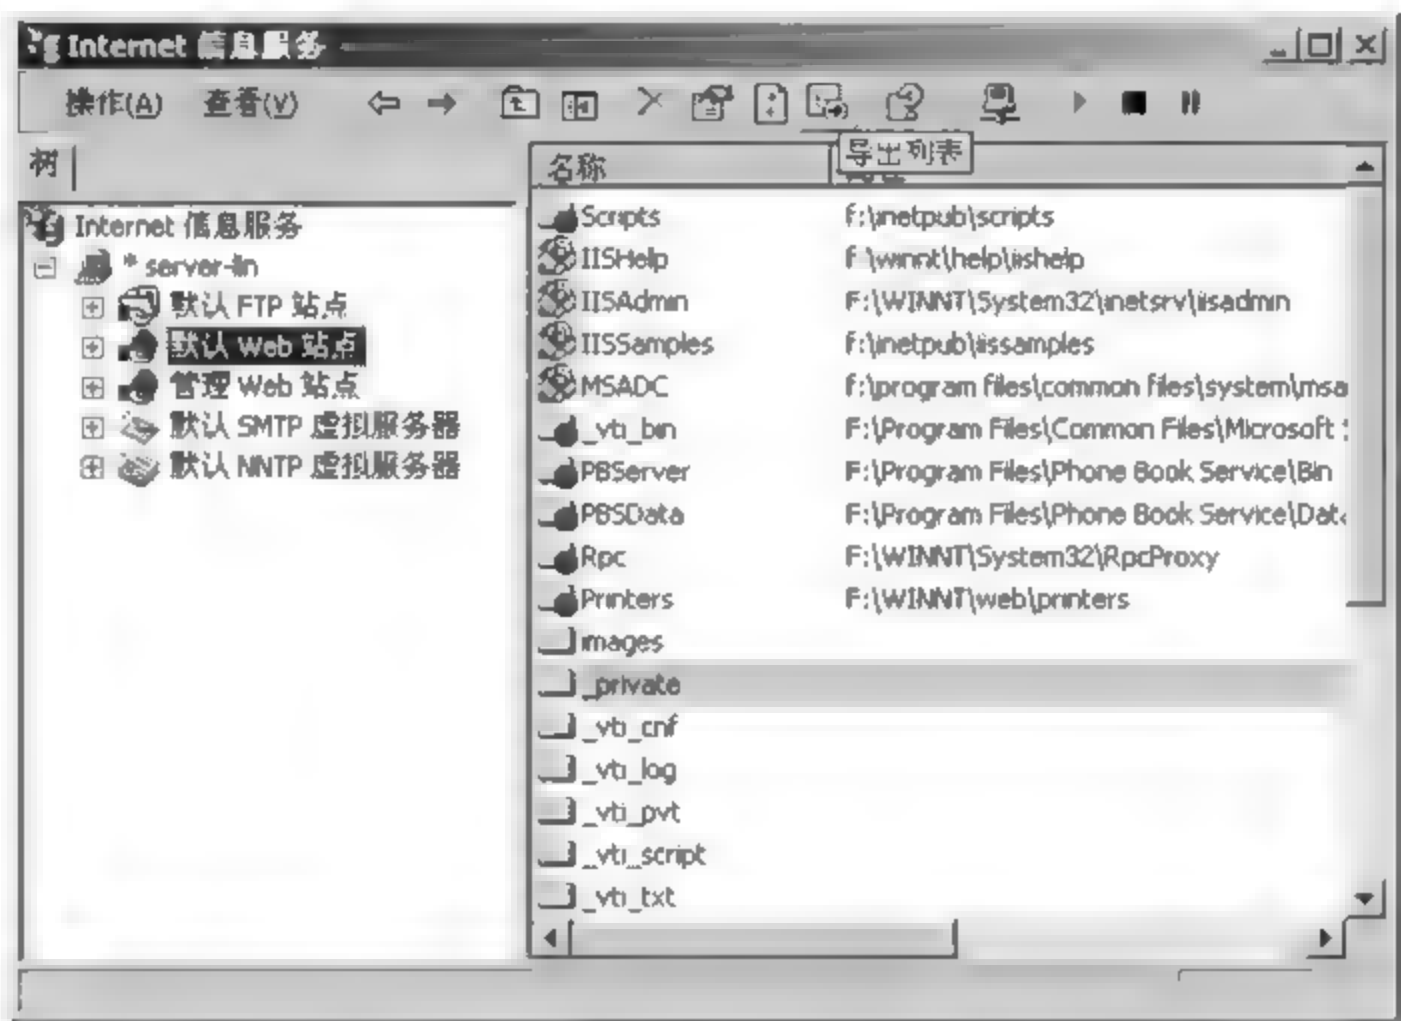 Internet 信息服务
操作(A) 查看(V)
导出列表
树
名称
Internet 信息服务
* server-lin
默认 FTP 站点
默认 Web 站点
管理 Web 站点
默认 SMTP 虚拟服务器
默认 NNTP 虚拟服务器
Scripts f:\inetpub\scripts
IISHelp f:\winnt\help\iishelp
IISAdmin F:\WINNT\System32\inetsrv\iisadmin
IISSamples f:\inetpub\iissamples
MSADC f:\program files\common files\system\msa
_vti_bin F:\Program Files\Common Files\Microsoft
PBServer F:\Program Files\Phone Book Service\Bin
PBSData F:\Program Files\Phone Book Service\Data
Rpc F:\WINNT\System32\RpcProxy
Printers F:\WINNT\web\printers
images
_private
_vti_cnf
_vti_log
_vti_pvt
_vti_script
_vti_txt